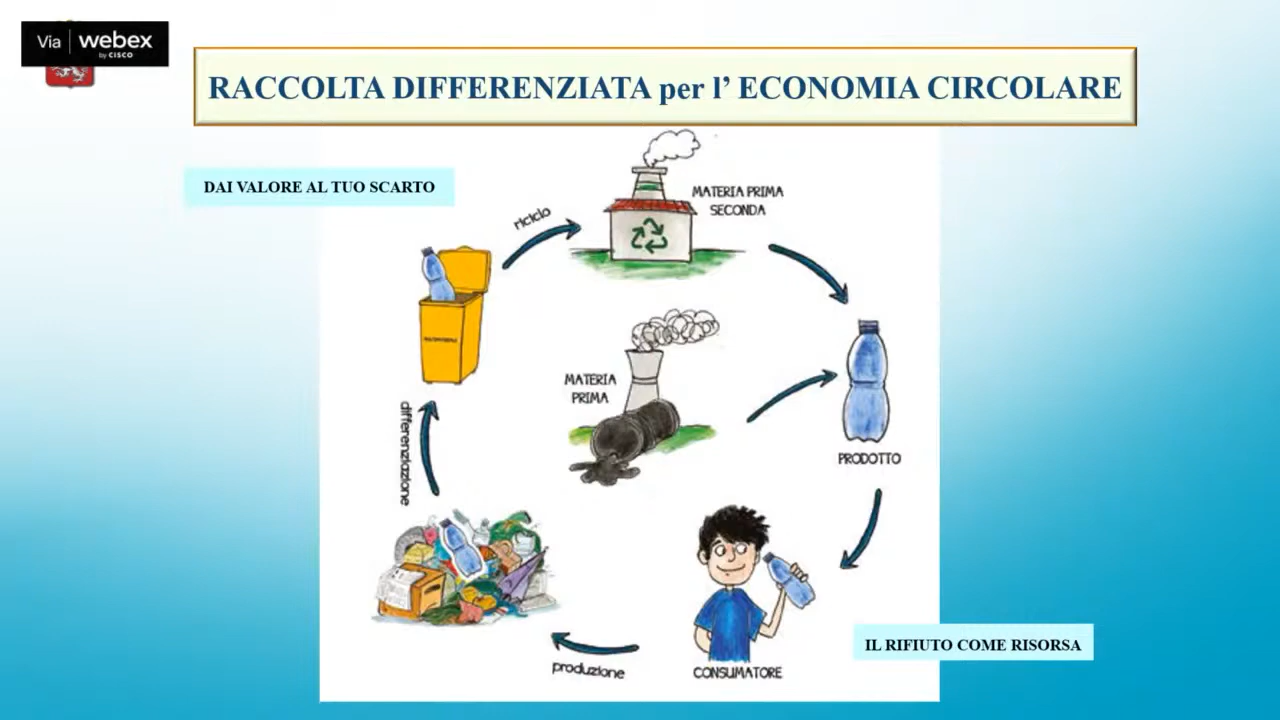 Via webex
by CISCO
RACCOLTA DIFFERENZIATA per l’ ECONOMIA CIRCOLARE
DAI VALORE AL TUO SCARTO
riciclo
MATERIA PRIMA
SECONDA
MATERIA
PRIMA
differenziazione
PRODOTTO
IL RIFIUTO COME RISORSA
produzione
CONSUMATORE